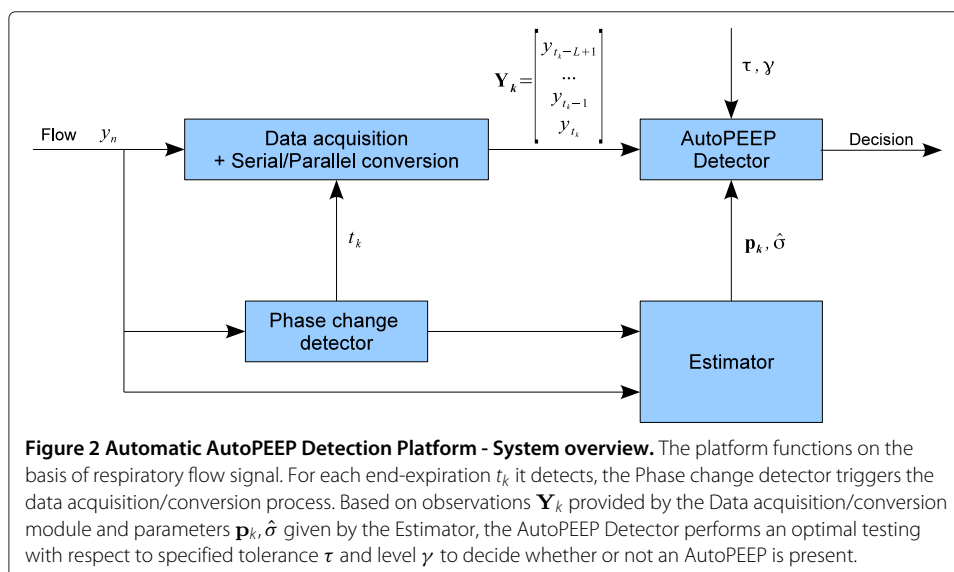 τ, γ
Y_k = [ y_{t_k-L+1}
...
y_{t_k-1}
y_{t_k} ]
Flow y_n
Data acquisition
+ Serial/Parallel conversion
AutoPEEP
Detector
Decision
t_k
p_k, σ̂
Phase change
detector
Estimator
Figure 2 Automatic AutoPEEP Detection Platform - System overview. The platform functions on the
basis of respiratory flow signal. For each end-expiration t_k it detects, the Phase change detector triggers the
data acquisition/conversion process. Based on observations Y_k provided by the Data acquisition/conversion
module and parameters p_k, σ̂ given by the Estimator, the AutoPEEP Detector performs an optimal testing
with respect to specified tolerance τ and level γ to decide whether or not an AutoPEEP is present.